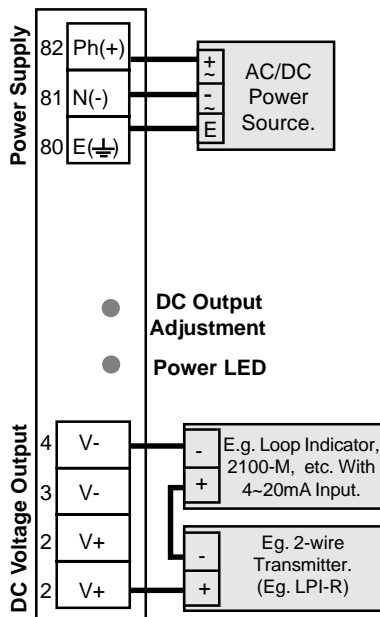 Power Supply
82 Ph(+)
81 N(-)
80 E(⏚)
+
~
-
~
E
AC/DC
Power
Source.
DC Output
Adjustment
Power LED
DC Voltage Output
4 V-
3 V-
2 V+
2 V+
-
+
E.g. Loop Indicator,
2100-M, etc. With
4~20mA Input.
-
+
Eg. 2-wire
Transmitter.
(Eg. LPI-R)